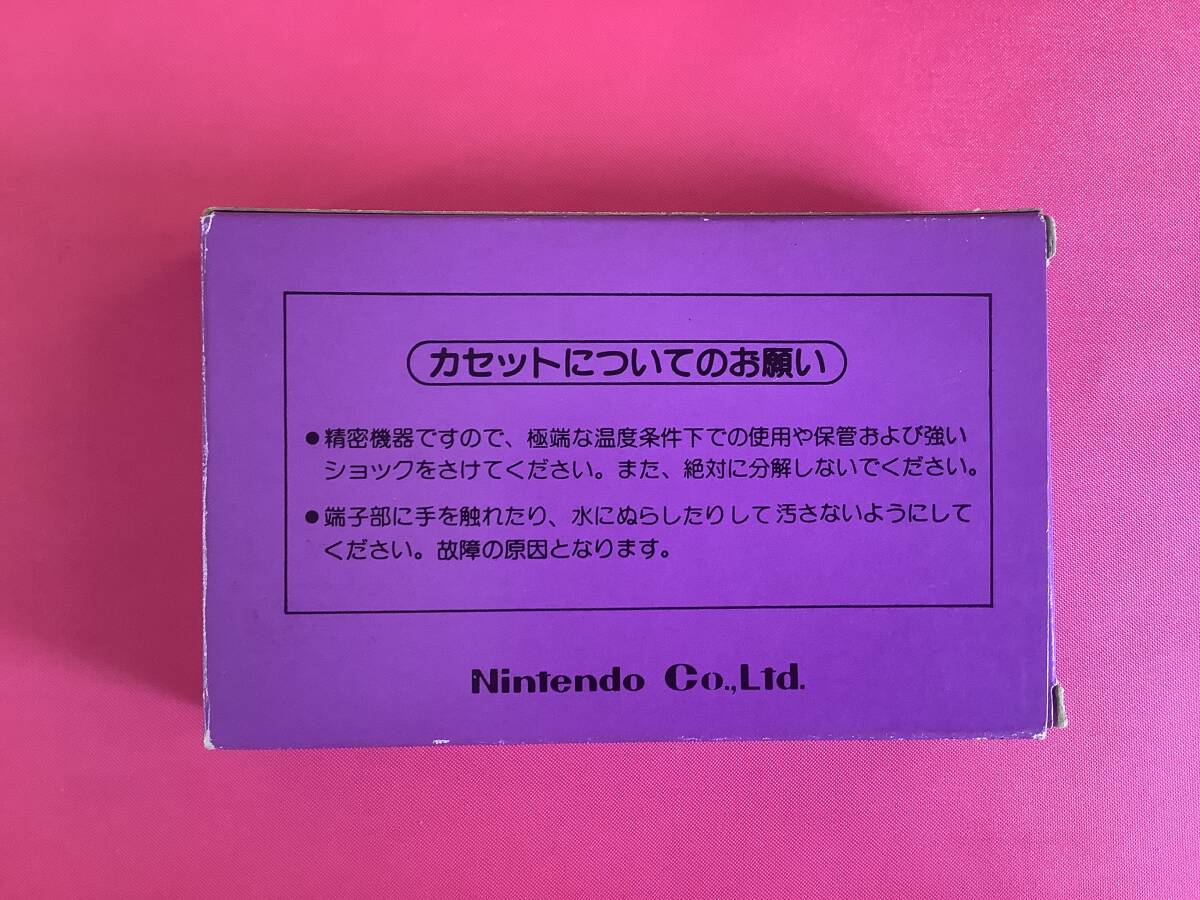 カセットについてのお願い
●精密機器ですので、極端な温度条件下での使用や保管および強い
ショックをさけてください。また、絶対に分解しないでください。
●端子部に手を触れたり、水にぬらしたりして汚さないようにして
ください。故障の原因となります。
Nintendo Co.,Ltd.